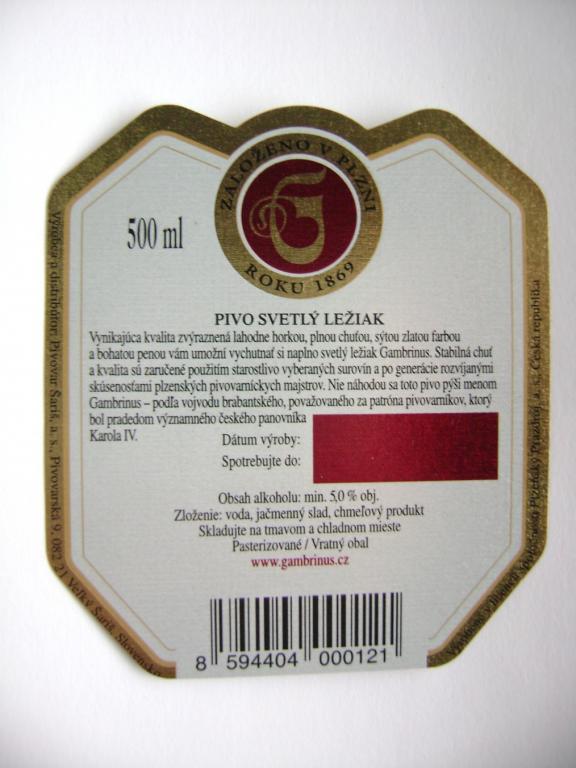 ZALOŽENO V PLZNI
ROKU 1869
500 ml
PIVO SVETLÝ LEŽIAK
Vynikajúca kvalita zvýraznená lahodne horkou, plnou chuťou, sýtou zlatou farbou
a bohatou penou vám umožní vychutnať si naplno svetlý ležiak Gambrinus. Stabilná chuť
a kvalita sú zaručené použitím starostlivo vyberaných surovín a po generácie rozvíjanými
skúsenosťami plzenských pivovarníckych majstrov. Nie náhodou sa toto pivo pýši menom
Gambrinus – podľa vojvodu brabantského, považovaného za patróna pivovarníkov, ktorý
bol pradedom významného českého panovníka
Karola IV.
Dátum výroby:
Spotrebujte do:
Obsah alkoholu: min. 5,0 % obj.
Zloženie: voda, jačmenný slad, chmeľový produkt
Skladujte na tmavom a chladnom mieste
Pasterizované / Vratný obal
www.gambrinus.cz
8 594404 000121
Výrobca a distribútor: Pivovar Šariš, a. s., Pivovarská 9, 082 21 Veľký Šariš, Slovensko
Vyrobené v licencii spoločnosti Plzeňský Prazdroj, a. s., Česká republika